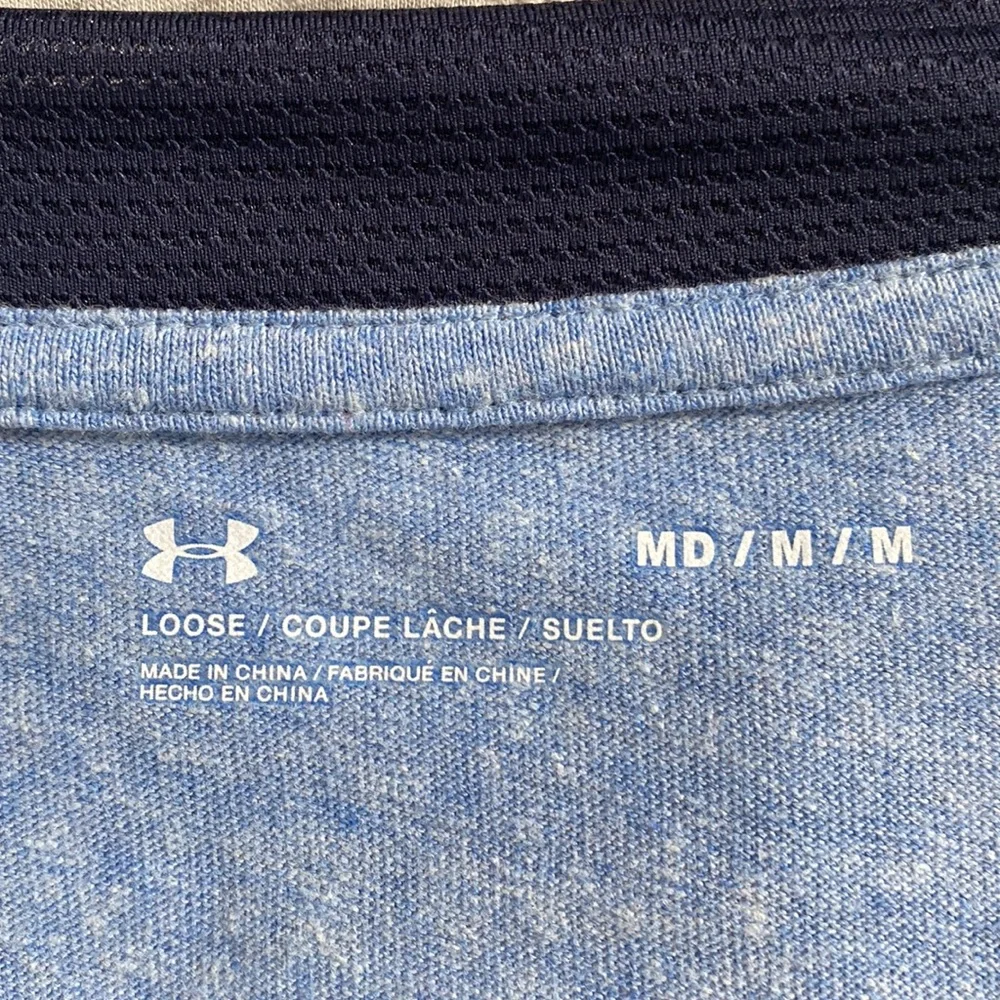 MD / M / M
LOOSE / COUPE LÂCHE / SUELTO
MADE IN CHINA / FABRIQUÉ EN CHINE /
HECHO EN CHINA